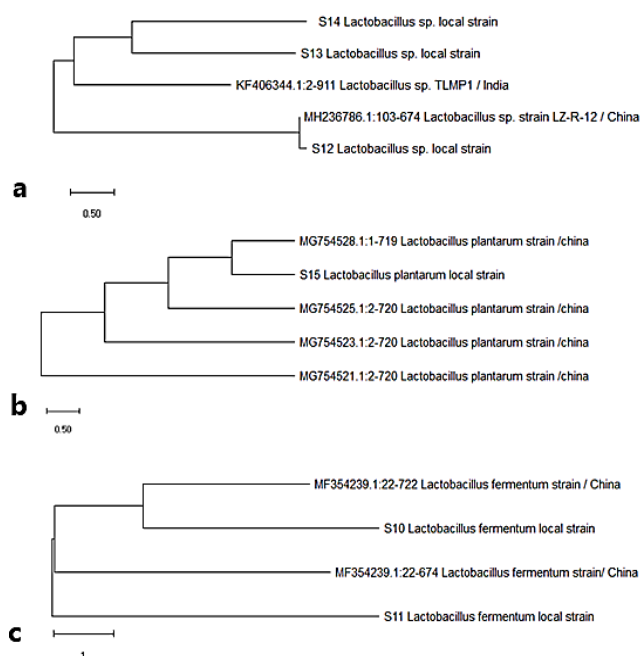 S14 Lactobacillus sp. local strain
S13 Lactobacillus sp. local strain
KF406344.1:2-911 Lactobacillus sp. TLMP1 / India
MH236786.1:103-674 Lactobacillus sp. strain LZ-R-12 / China
S12 Lactobacillus sp. local strain
a
0.50
MG754528.1:1-719 Lactobacillus plantarum strain /china
S15 Lactobacillus plantarum local strain
MG754525.1:2-720 Lactobacillus plantarum strain /china
MG754523.1:2-720 Lactobacillus plantarum strain /china
MG754521.1:2-720 Lactobacillus plantarum strain /china
b
0.50
MF354239.1:22-722 Lactobacillus fermentum strain / China
S10 Lactobacillus fermentum local strain
MF354239.1:22-674 Lactobacillus fermentum strain/ China
S11 Lactobacillus fermentum local strain
c
1